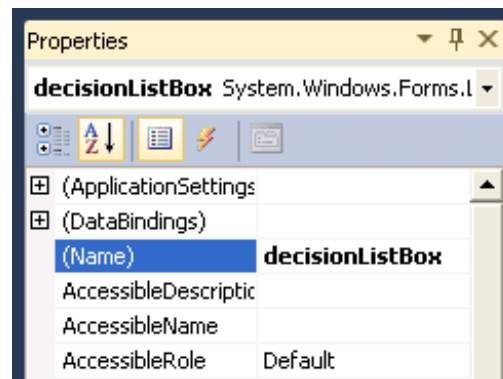 Properties
decisionListBox System.Windows.Forms.L
A Z
(ApplicationSettings
(DataBindings)
(Name) decisionListBox
AccessibleDescriptic
AccessibleName
AccessibleRole Default